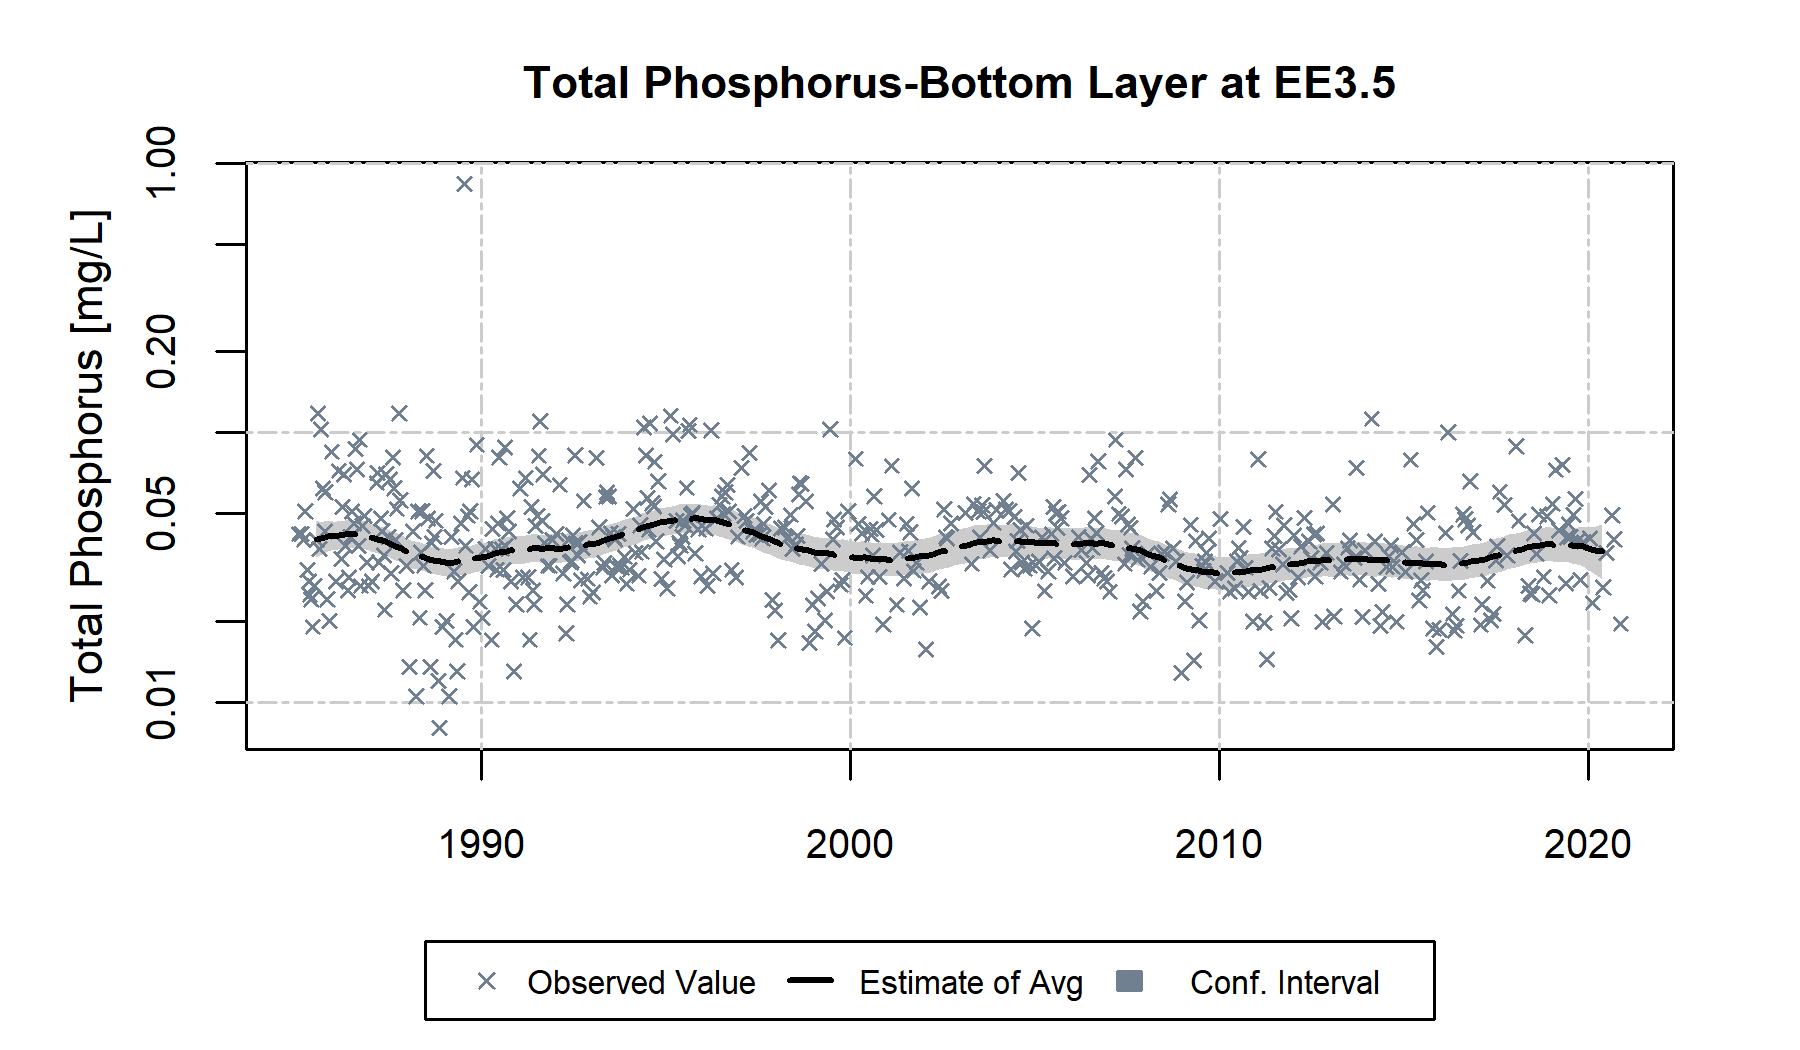 Total Phosphorus-Bottom Layer at EE3.5
Total Phosphorus [mg/L]
1.00
0.20
0.05
0.01
1990 2000 2010 2020
Observed Value Estimate of Avg Conf. Interval